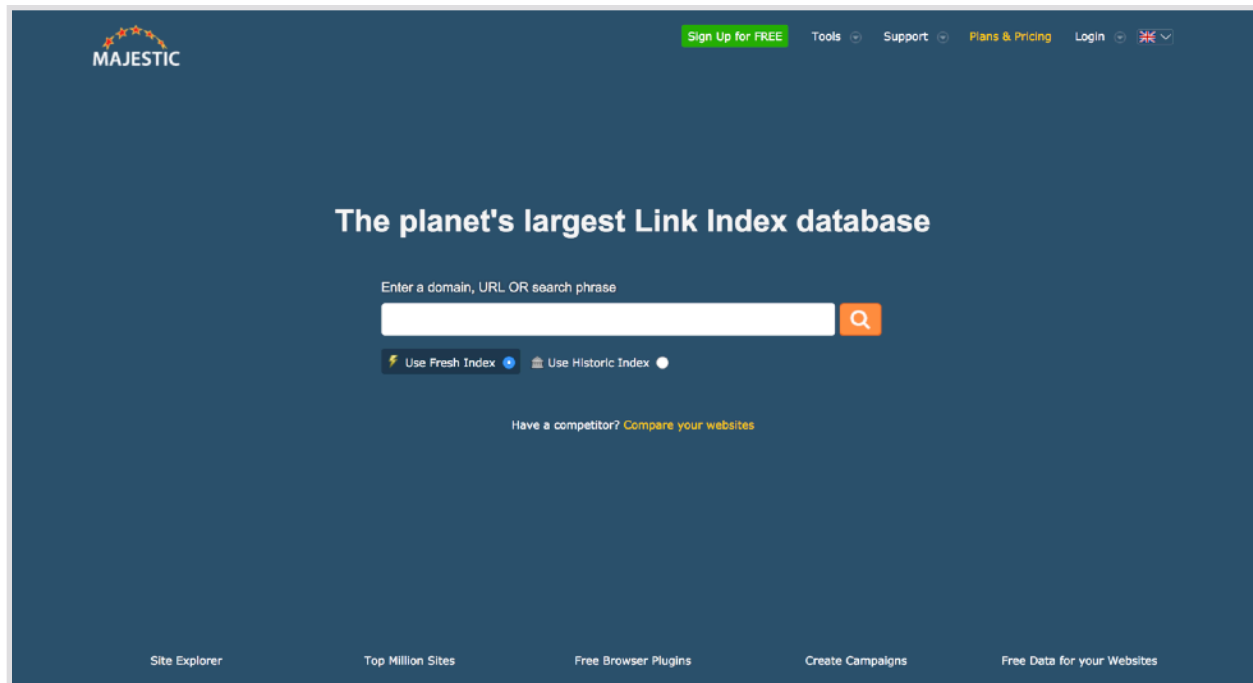 MAJESTIC
Sign Up for FREE Tools Support Plans & Pricing Login
The planet's largest Link Index database
Enter a domain, URL OR search phrase
Use Fresh Index Use Historic Index
Have a competitor? Compare your websites
Site Explorer Top Million Sites Free Browser Plugins Create Campaigns Free Data for your Websites